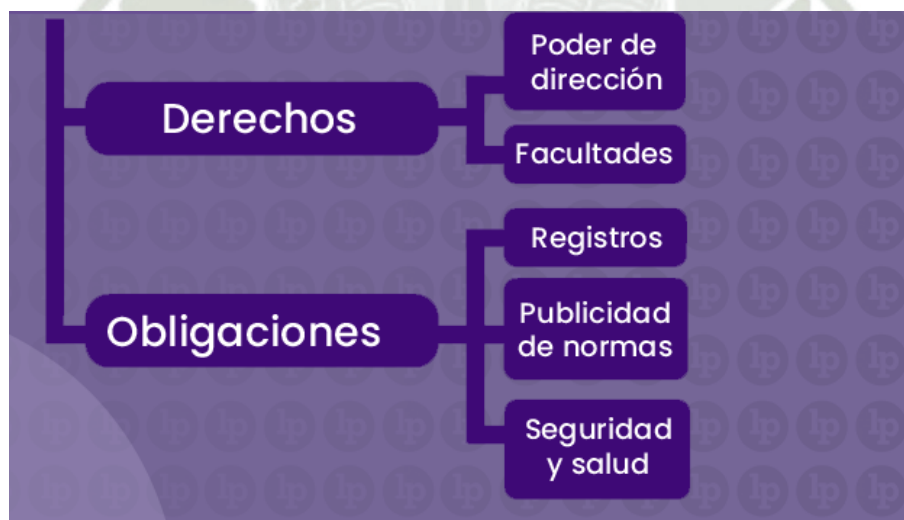 Derechos
Poder de
dirección
Facultades
Obligaciones
Registros
Publicidad
de normas
Seguridad
y salud